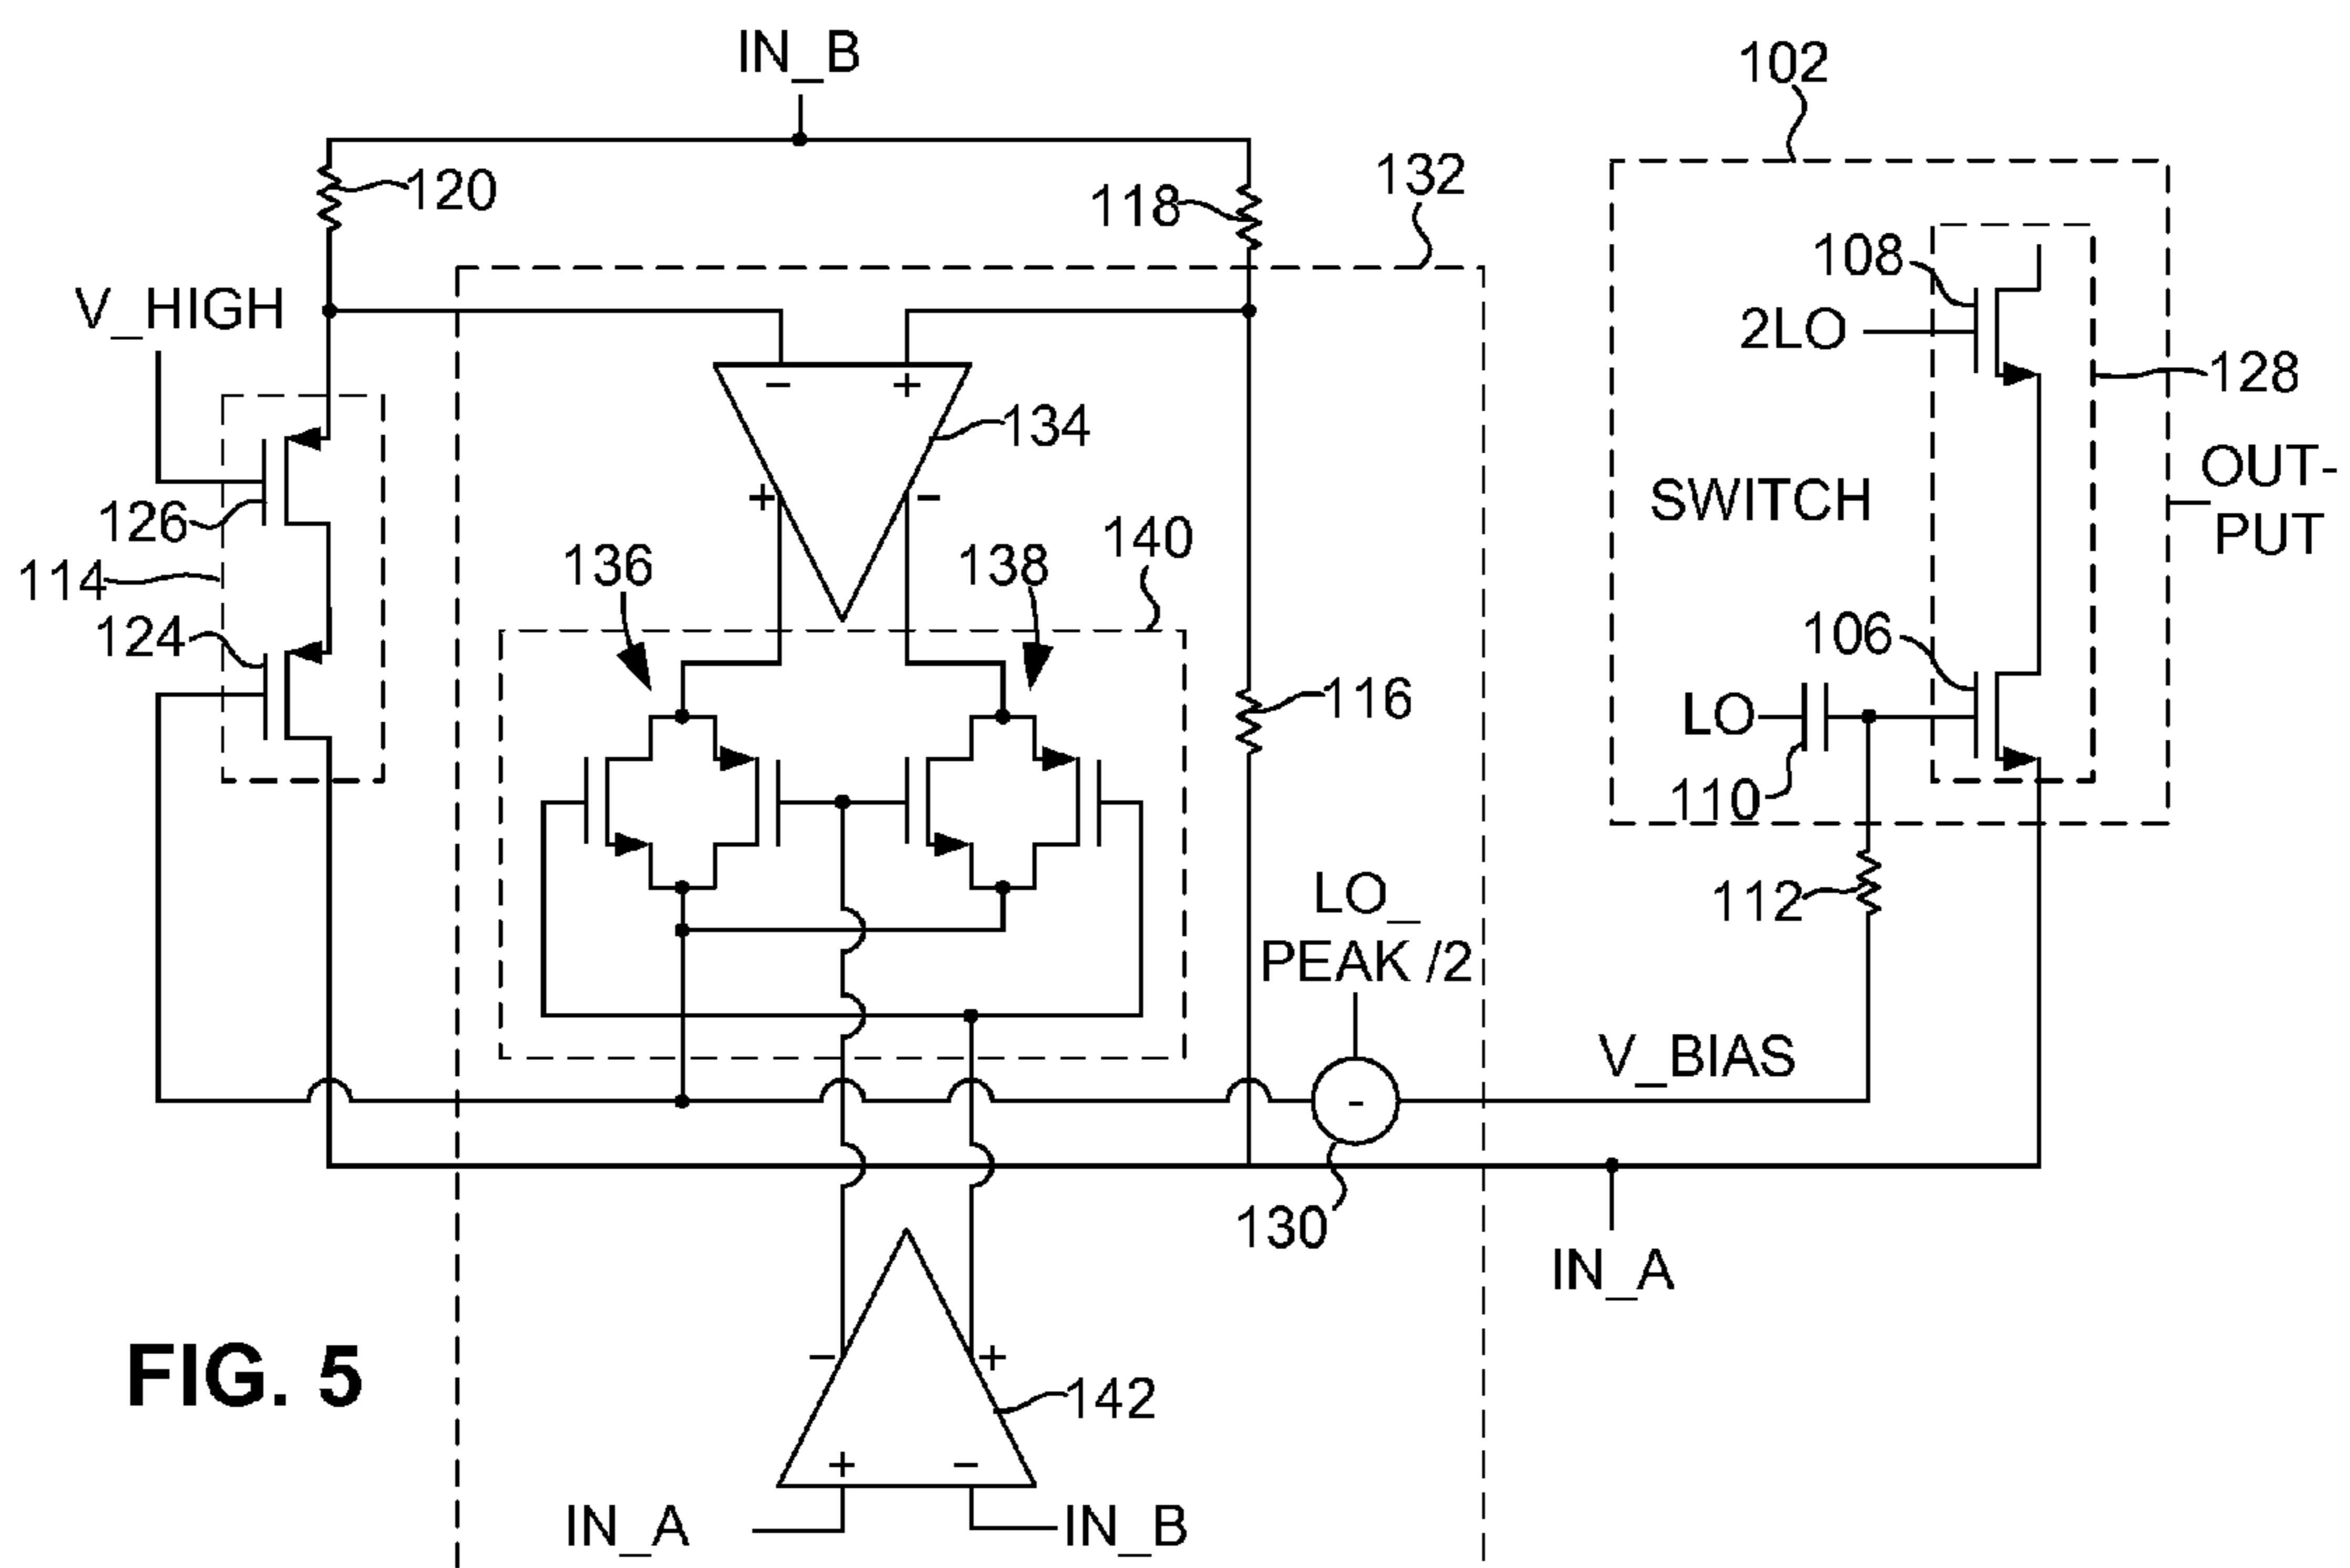 IN_B
102
120
118
132
108
V_HIGH
2LO
128
-
+
134
OUT-
PUT
SWITCH
+
-
126
140
136
138
114
124
106
116
LO
110
LO_
PEAK /2
112
V_BIAS
-
130
IN_A
-
+
FIG. 5
142
+
-
IN_A
IN_B